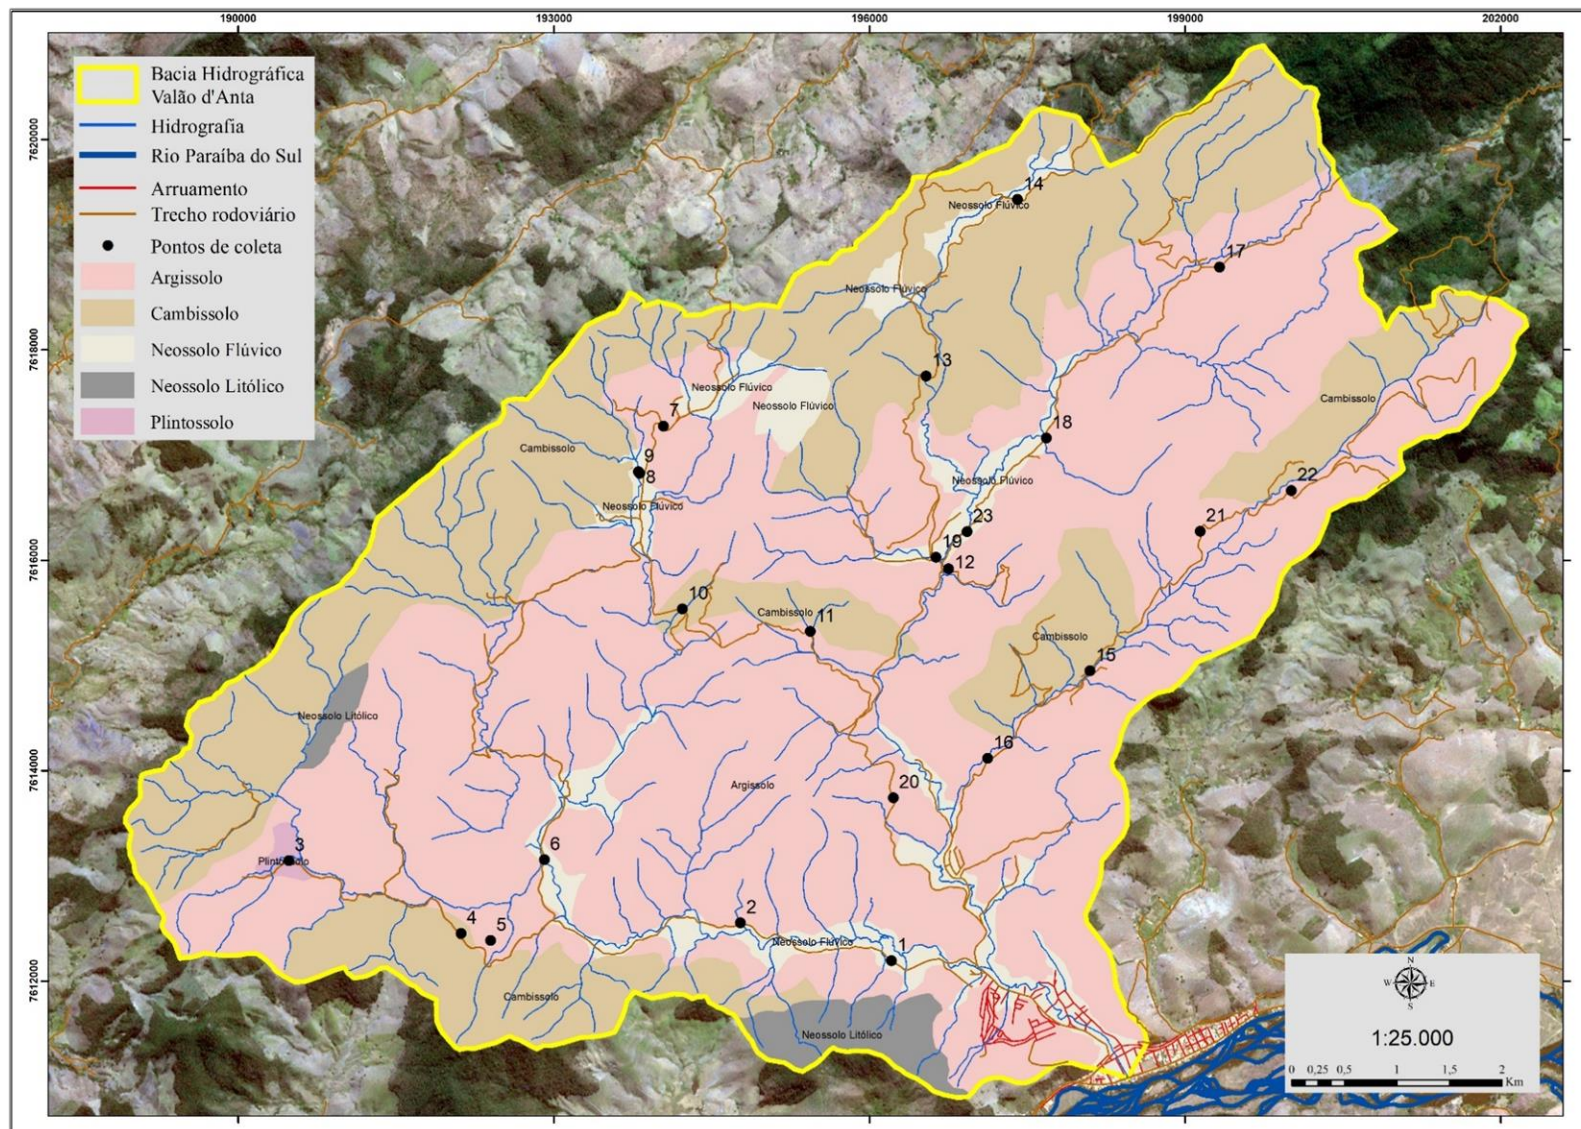 190000
193000
196000
199000
202000
7620000
7618000
7616000
7614000
7612000
Bacia Hidrográfica
Valão d'Anta
Hidrografia
Rio Paraíba do Sul
Arruamento
Trecho rodoviário
Pontos de coleta
Argissolo
Cambissolo
Neossolo Flúvico
Neossolo Litólico
Plintossolo
14
Neossolo Flúvico
17
Neossolo Flúvico
13
Neossolo Flúvico
Neossolo Flúvico
Cambissolo
7
18
Cambissolo
9
8
Neossolo Flúvico
Neossolo Flúvico
22
23
21
19
12
10
Cambissolo
11
Cambissolo
15
Neossolo Litólico
16
Argissolo
20
3
Plintossolo
6
4
5
2
Neossolo Flúvico
1
Cambissolo
Neossolo Litólico
N
W
E
S
1:25.000
0 0,25 0,5 1 1,5 2
Km